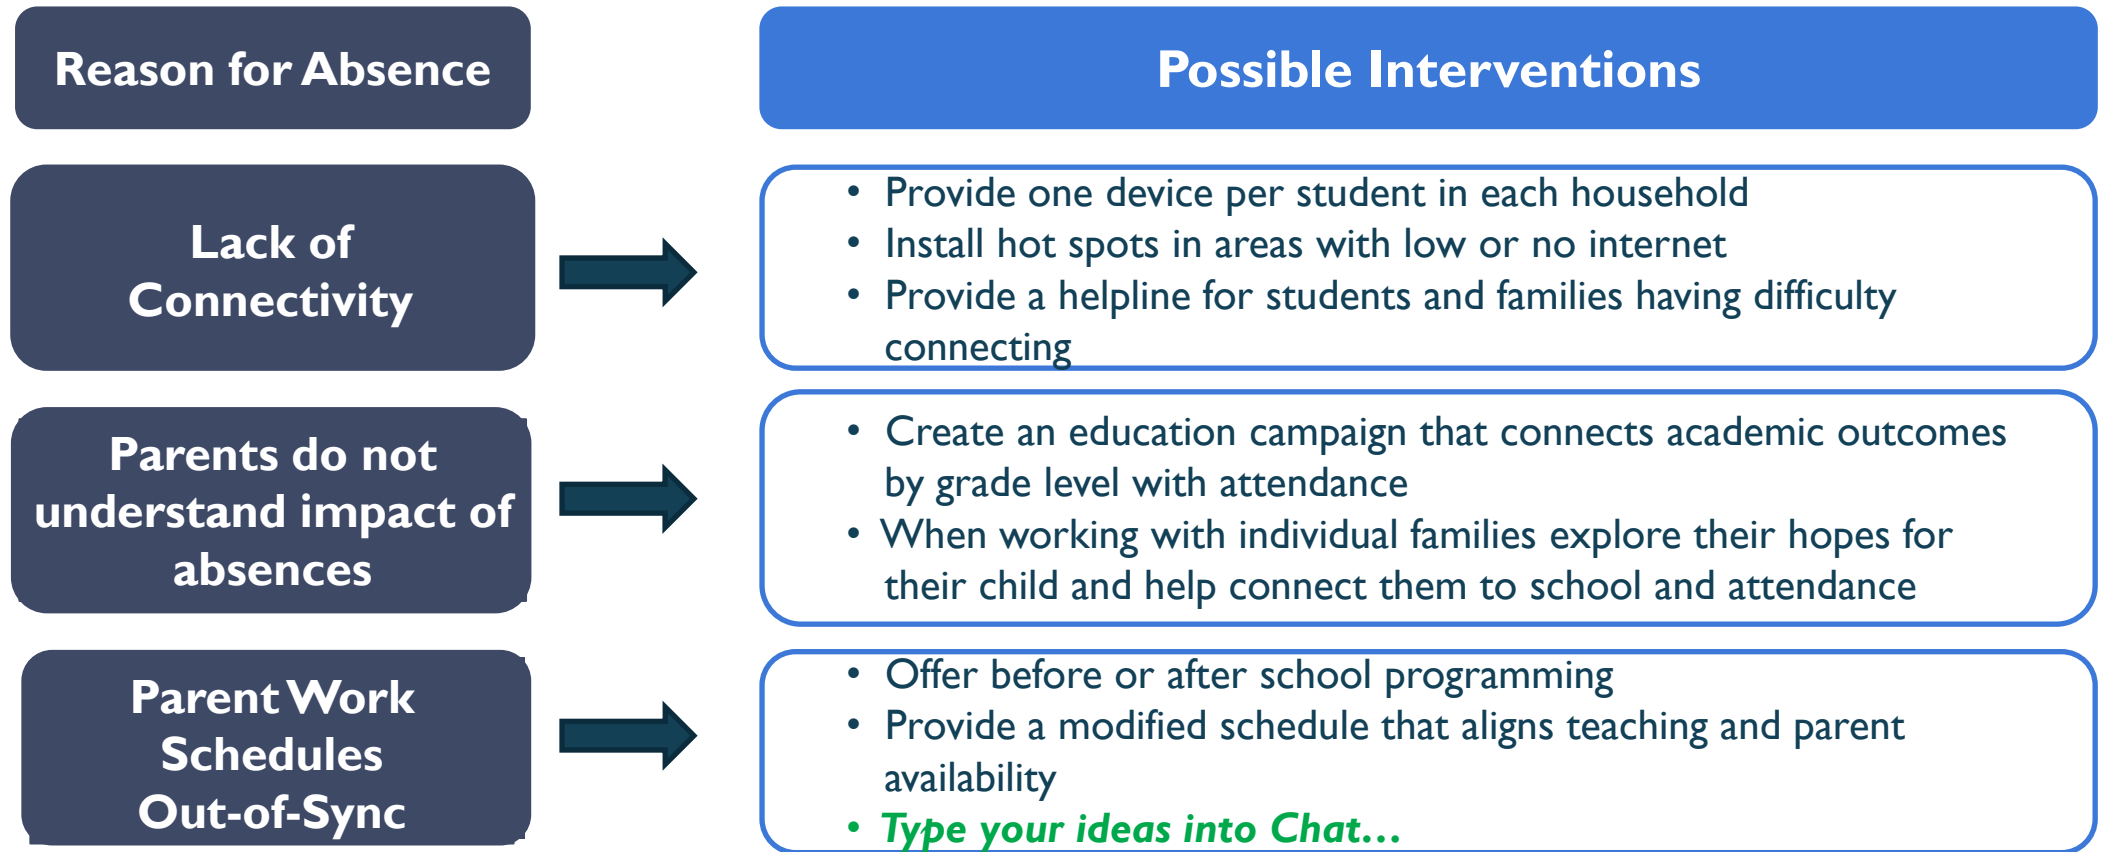 Reason for Absence
Possible Interventions
Lack of
Connectivity
• Provide one device per student in each household
• Install hot spots in areas with low or no internet
• Provide a helpline for students and families having difficulty
connecting
Parents do not
understand impact of
absences
• Create an education campaign that connects academic outcomes
by grade level with attendance
• When working with individual families explore their hopes for
their child and help connect them to school and attendance
Parent Work
Schedules
Out-of-Sync
• Offer before or after school programming
• Provide a modified schedule that aligns teaching and parent
availability
• Type your ideas into Chat…